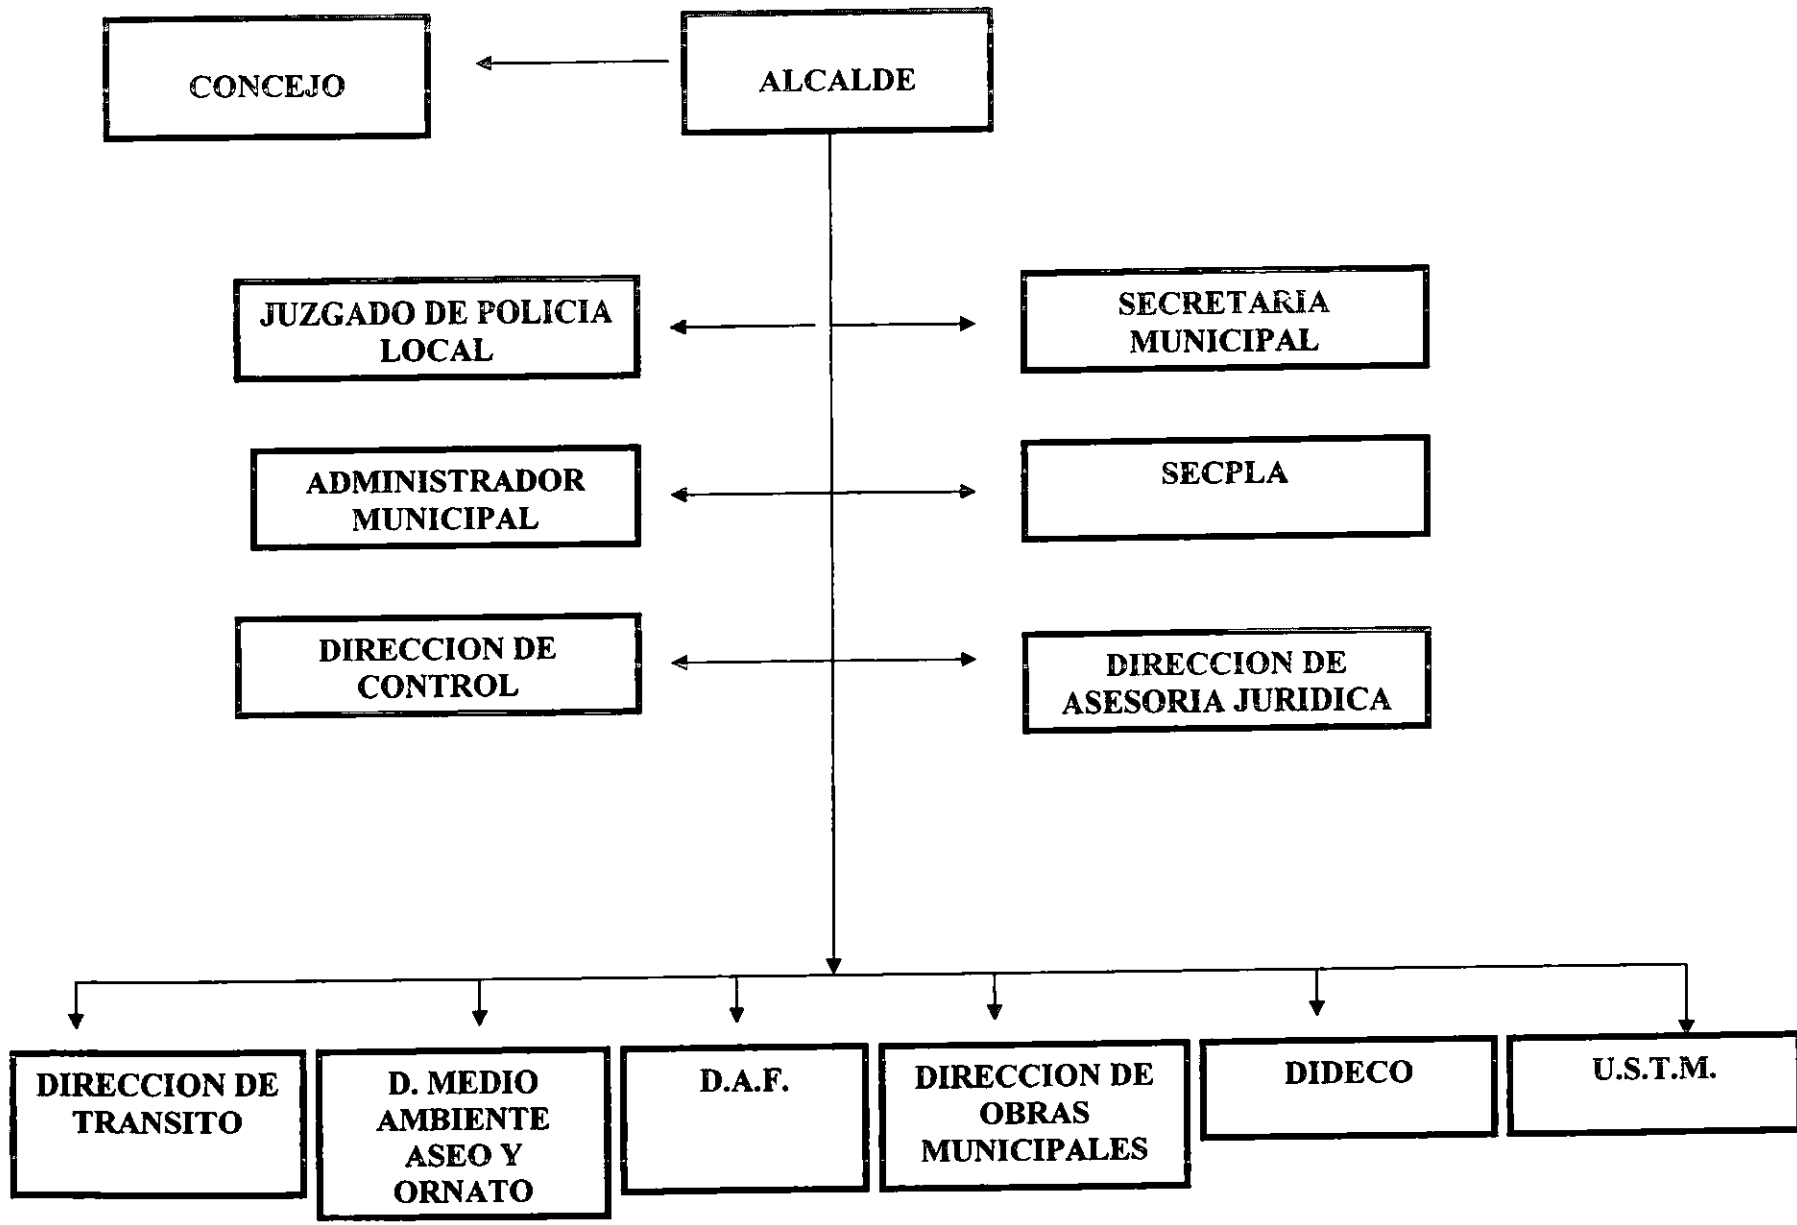 CONCEJO
ALCALDE
JUZGADO DE POLICIA
LOCAL
SECRETARIA
MUNICIPAL
ADMINISTRADOR
MUNICIPAL
SECPLA
DIRECCION DE
CONTROL
DIRECCION DE
ASESORIA JURIDICA
DIRECCION DE
TRANSITO
D. MEDIO
AMBIENTE
ASEO Y
ORNATO
D.A.F.
DIRECCION DE
OBRAS
MUNICIPALES
DIDECO
U.S.T.M.